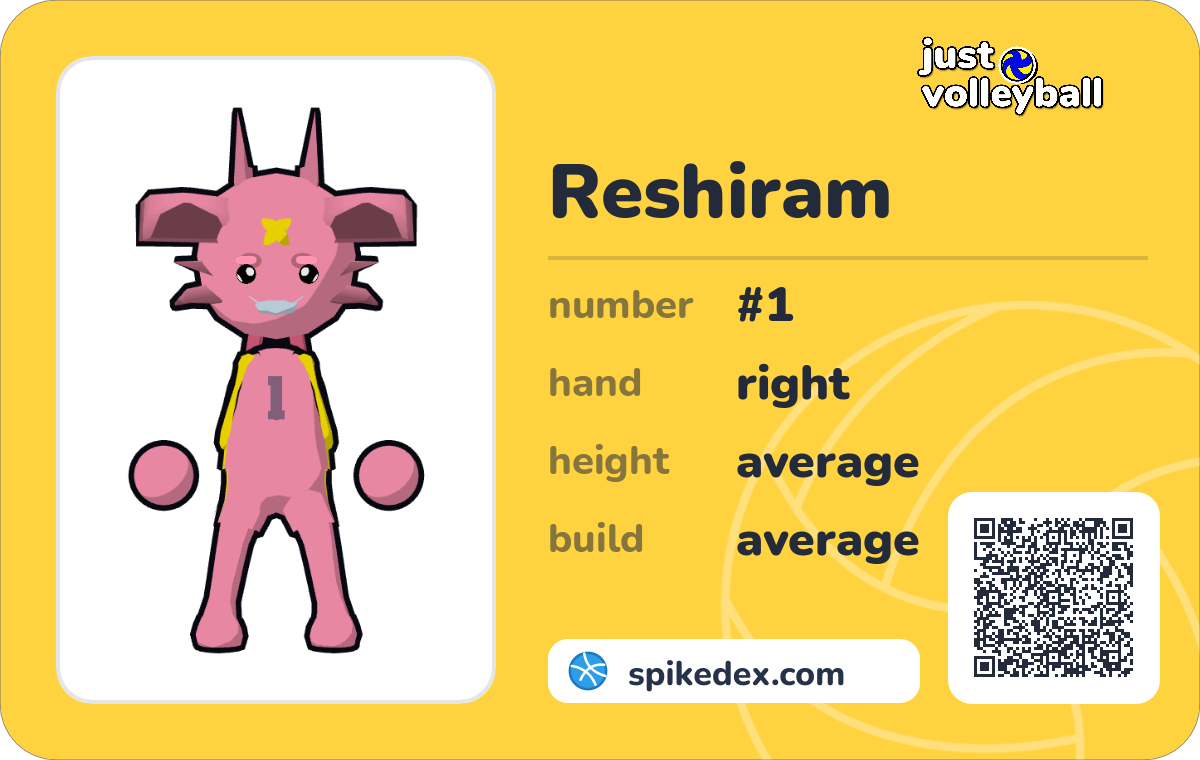 just
volleyball
Reshiram
number #1
hand right
height average
build average
1
spikedex.com